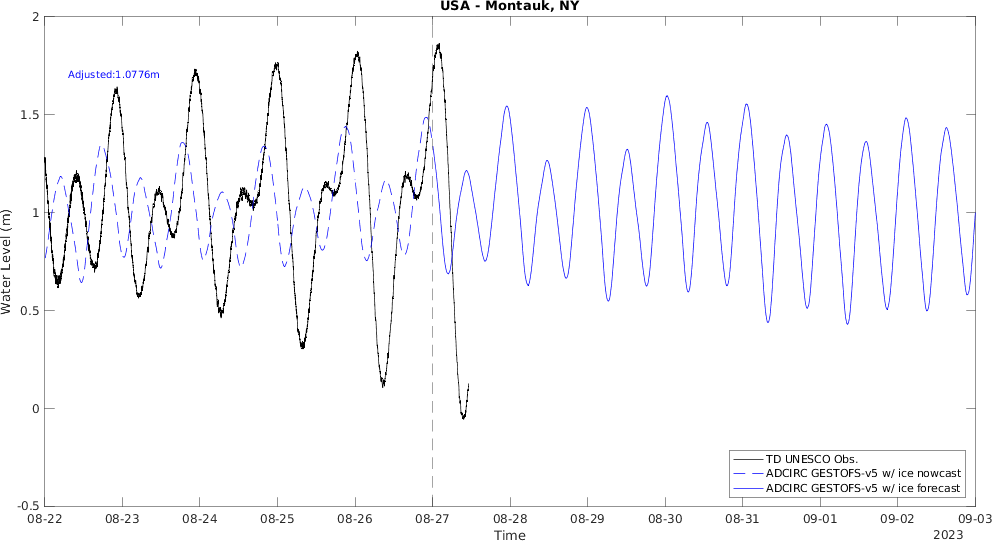 USA - Montauk, NY
Adjusted:1.0776m
Water Level (m)
2
1.5
1
0.5
0
-0.5
08-22 08-23 08-24 08-25 08-26 08-27 08-28 08-29 08-30 08-31 09-01 09-02 09-03
Time
2023
TD UNESCO Obs.
ADCIRC GESTOFS-v5 w/ ice nowcast
ADCIRC GESTOFS-v5 w/ ice forecast